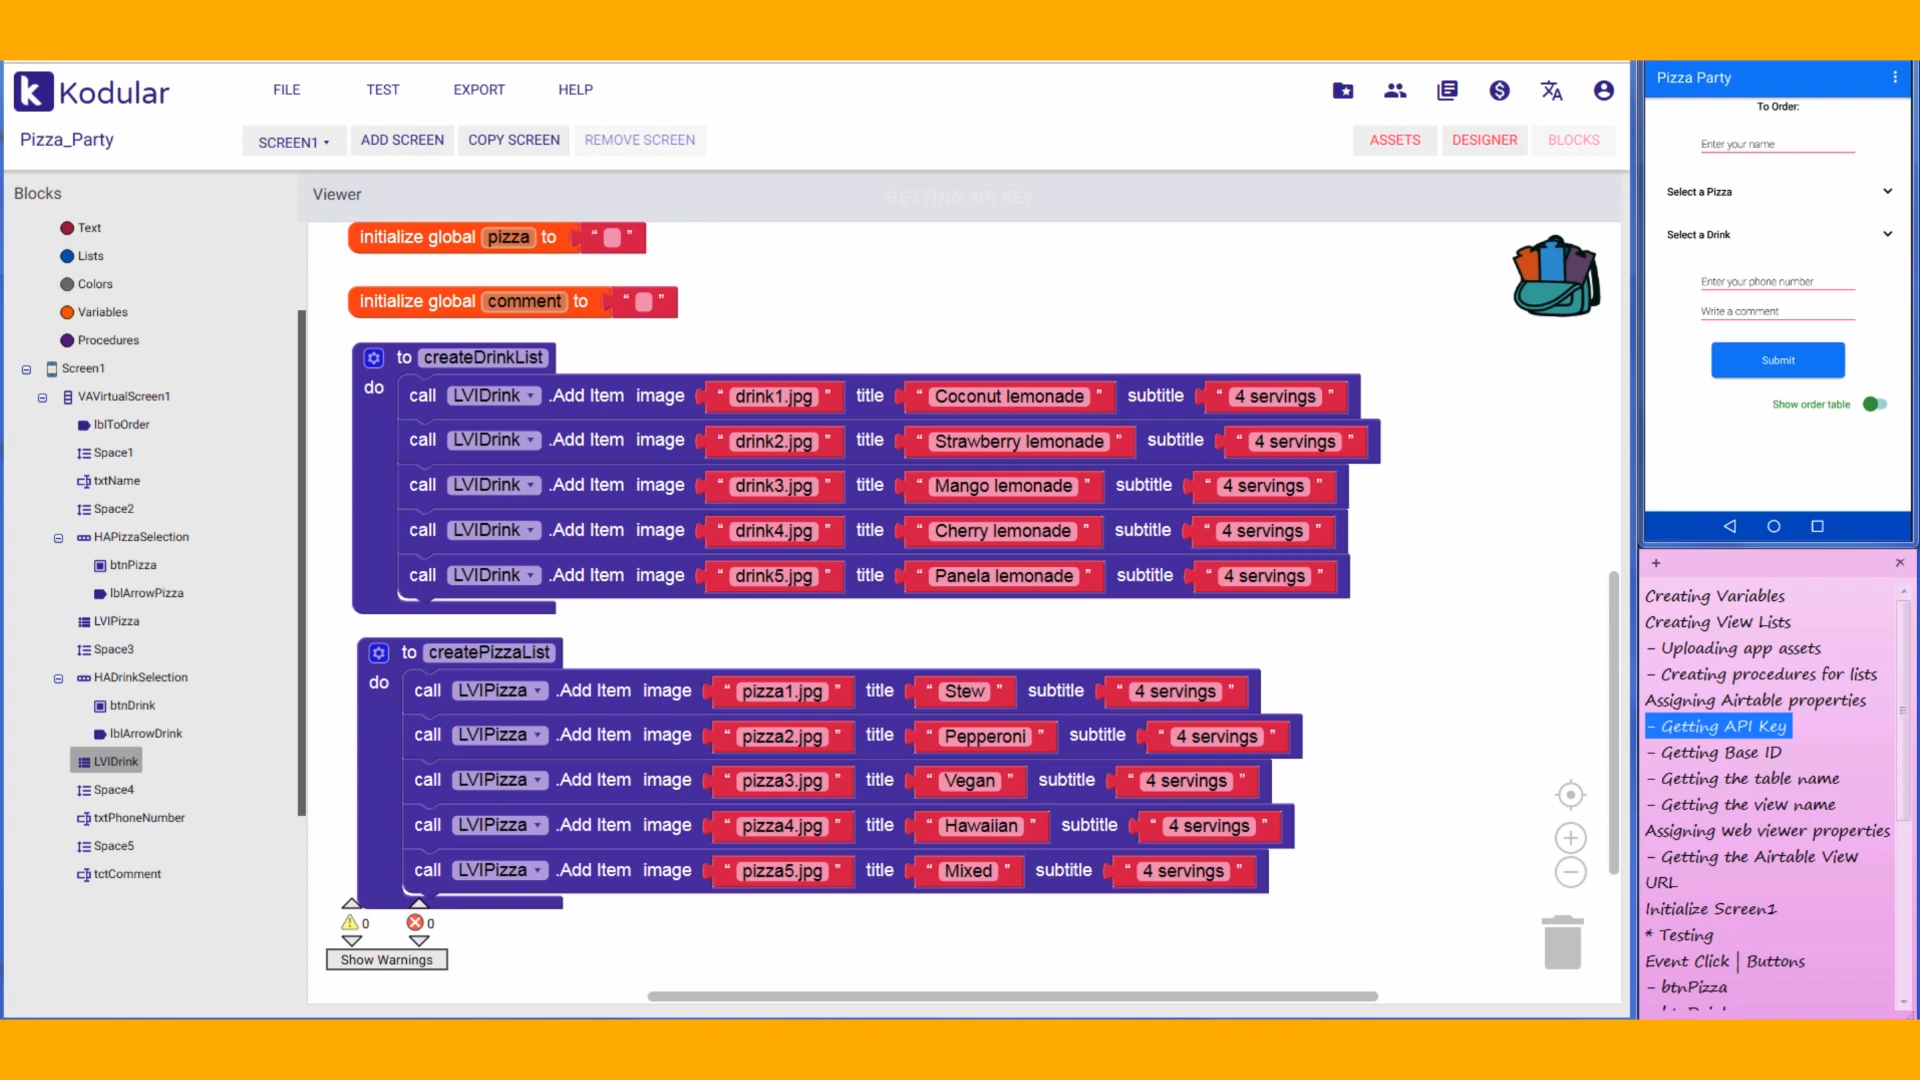 Kodular
FILE TEST EXPORT HELP
Pizza_Party
SCREEN1 ADD SCREEN COPY SCREEN REMOVE SCREEN
ASSETS DESIGNER BLOCKS
Blocks
Text
Lists
Colors
Variables
Procedures
Screen1
VAVirtualScreen1
lblToOrder
Space1
txtName
Space2
HAPizzaSelection
btnPizza
lblArrowPizza
LVIPizza
Space3
HADrinkSelection
btnDrink
lblArrowDrink
LVIDrink
Space4
txtPhoneNumber
Space5
tctComment
Viewer
GETTING API KEY
initialize global pizza to " "
initialize global comment to " "
to createDrinkList
do
call LVIDrink .Add Item image " drink1.jpg " title " Coconut lemonade " subtitle " 4 servings "
call LVIDrink .Add Item image " drink2.jpg " title " Strawberry lemonade " subtitle " 4 servings "
call LVIDrink .Add Item image " drink3.jpg " title " Mango lemonade " subtitle " 4 servings "
call LVIDrink .Add Item image " drink4.jpg " title " Cherry lemonade " subtitle " 4 servings "
call LVIDrink .Add Item image " drink5.jpg " title " Panela lemonade " subtitle " 4 servings "
to createPizzaList
do
call LVIPizza .Add Item image " pizza1.jpg " title " Stew " subtitle " 4 servings "
call LVIPizza .Add Item image " pizza2.jpg " title " Pepperoni " subtitle " 4 servings "
call LVIPizza .Add Item image " pizza3.jpg " title " Vegan " subtitle " 4 servings "
call LVIPizza .Add Item image " pizza4.jpg " title " Hawaiian " subtitle " 4 servings "
call LVIPizza .Add Item image " pizza5.jpg " title " Mixed " subtitle " 4 servings "
0 0
Show Warnings
Pizza Party
To Order:
Enter your name
Select a Pizza
Select a Drink
Enter your phone number
Write a comment
Submit
Show order table
Creating Variables
Creating View Lists
- Uploading app assets
- Creating procedures for lists
Assigning Airtable properties
- Getting API Key
- Getting Base ID
- Getting the table name
- Getting the view name
Assigning web viewer properties
- Getting the Airtable View
URL
Initialize Screen1
* Testing
Event Click | Buttons
- btnPizza